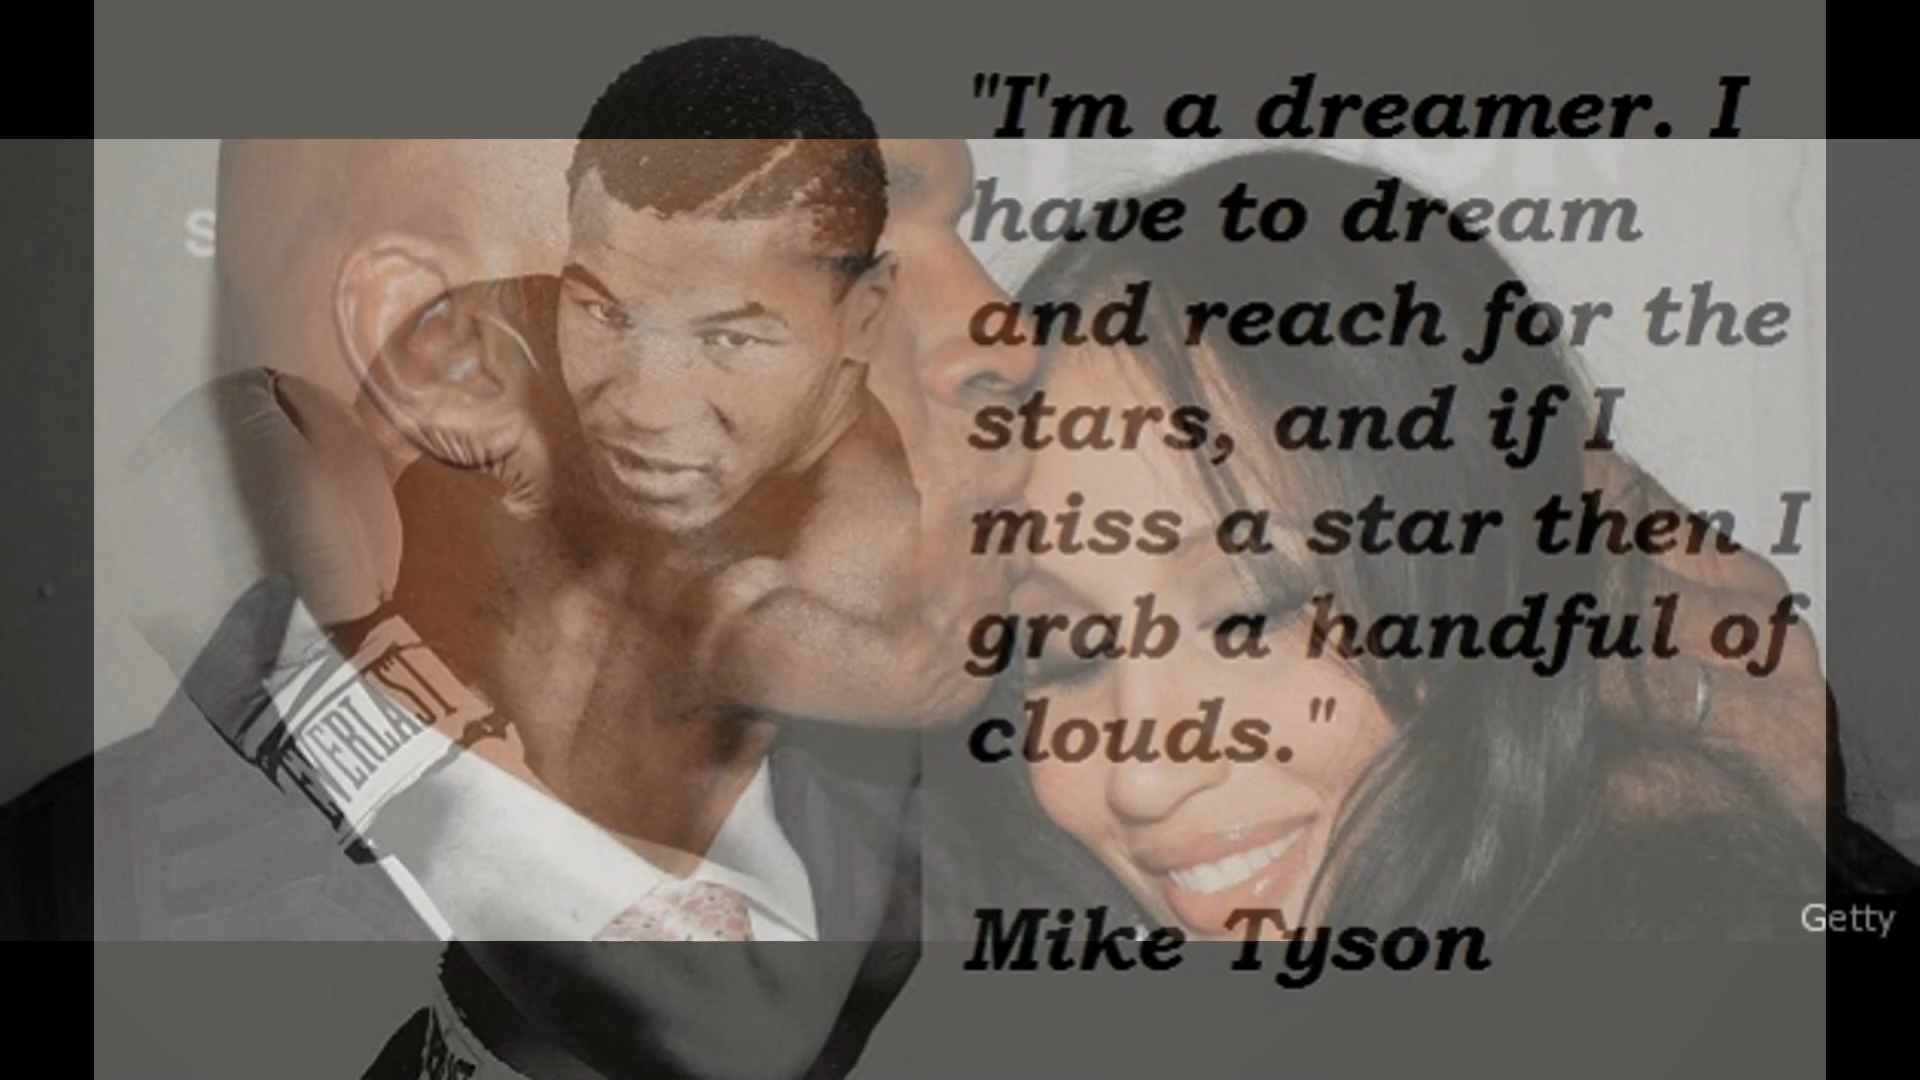 "I'm a dreamer. I
have to dream
and reach for the
stars, and if I
miss a star then I
grab a handful of
clouds."
Mike Tyson
EVERLAST
S
Getty